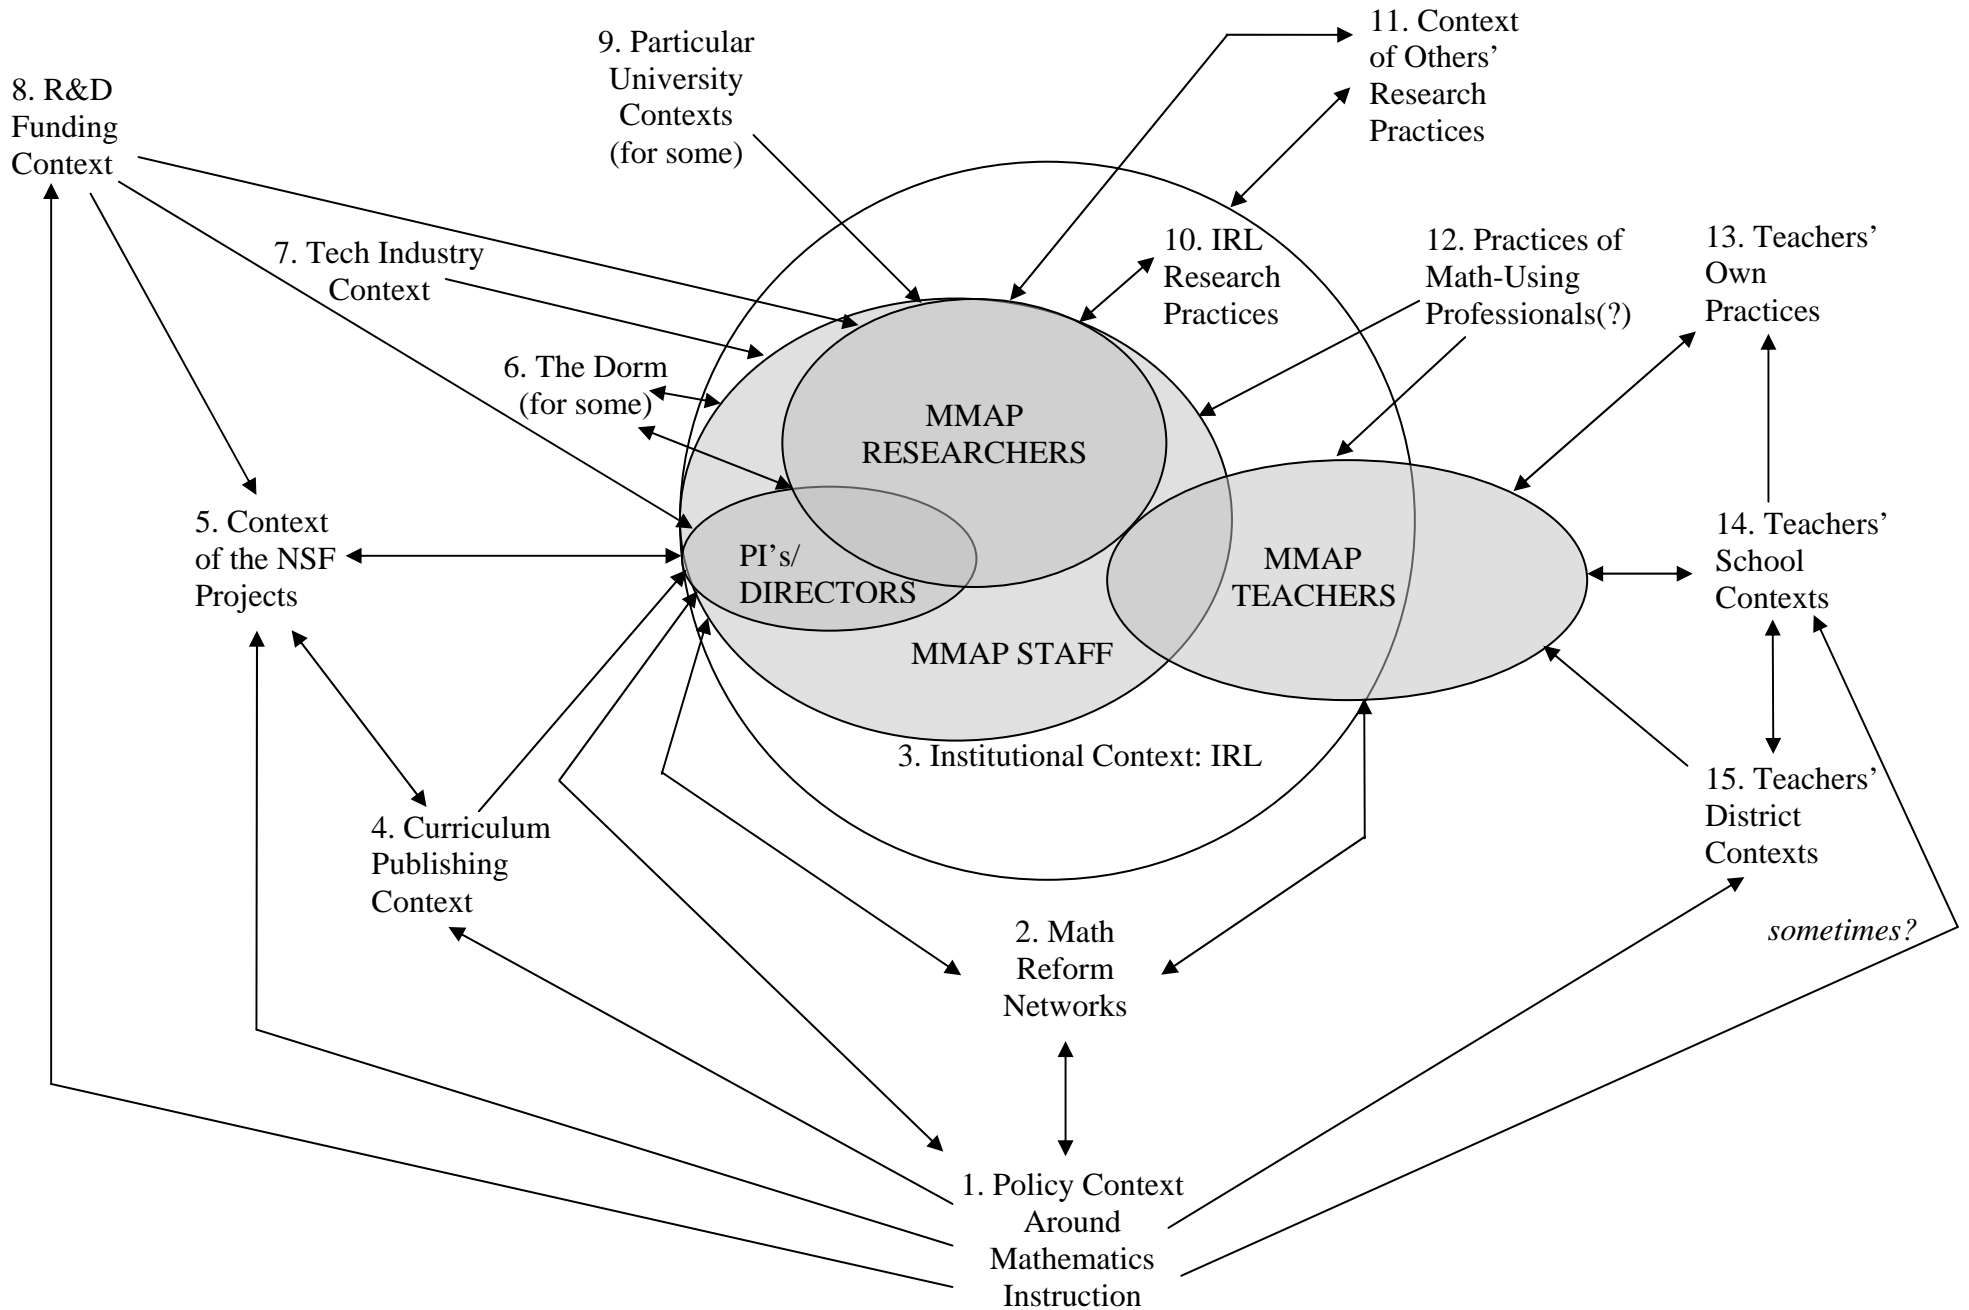 8. R&D
Funding
Context
9. Particular
University
Contexts
(for some)
11. Context
of Others’
Research
Practices
7. Tech Industry
Context
10. IRL
Research
Practices
12. Practices of
Math-Using
Professionals(?)
13. Teachers’
Own
Practices
6. The Dorm
(for some)
MMAP
RESEARCHERS
5. Context
of the NSF
Projects
PI’s/
DIRECTORS
MMAP
TEACHERS
14. Teachers’
School
Contexts
MMAP STAFF
3. Institutional Context: IRL
15. Teachers’
District
Contexts
4. Curriculum
Publishing
Context
2. Math
Reform
Networks
sometimes?
1. Policy Context
Around
Mathematics
Instruction